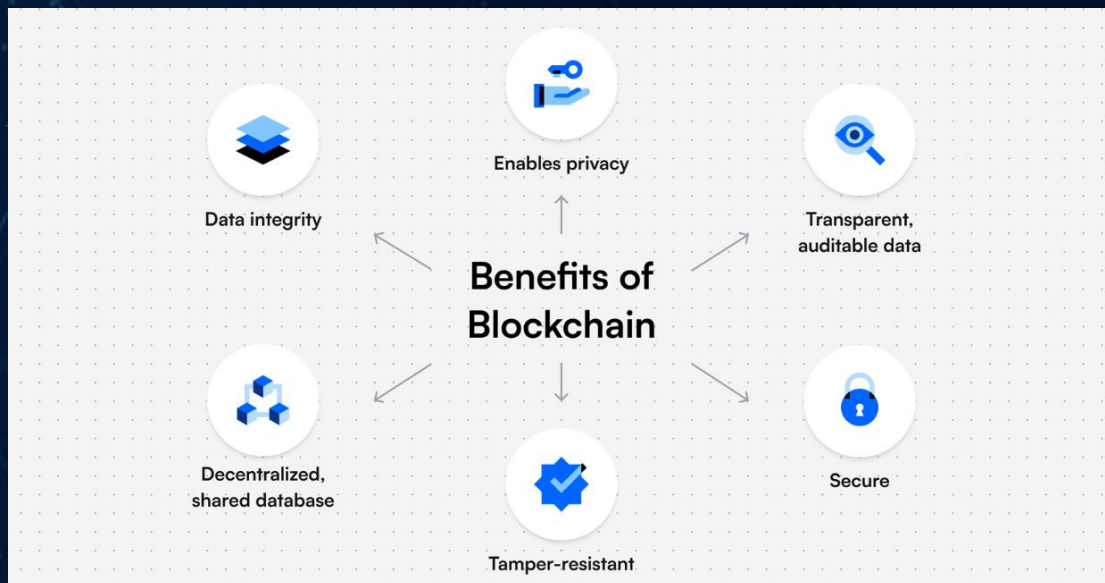 Enables privacy
Data integrity
Transparent,
auditable data
Benefits of
Blockchain
Decentralized,
shared database
Secure
Tamper-resistant